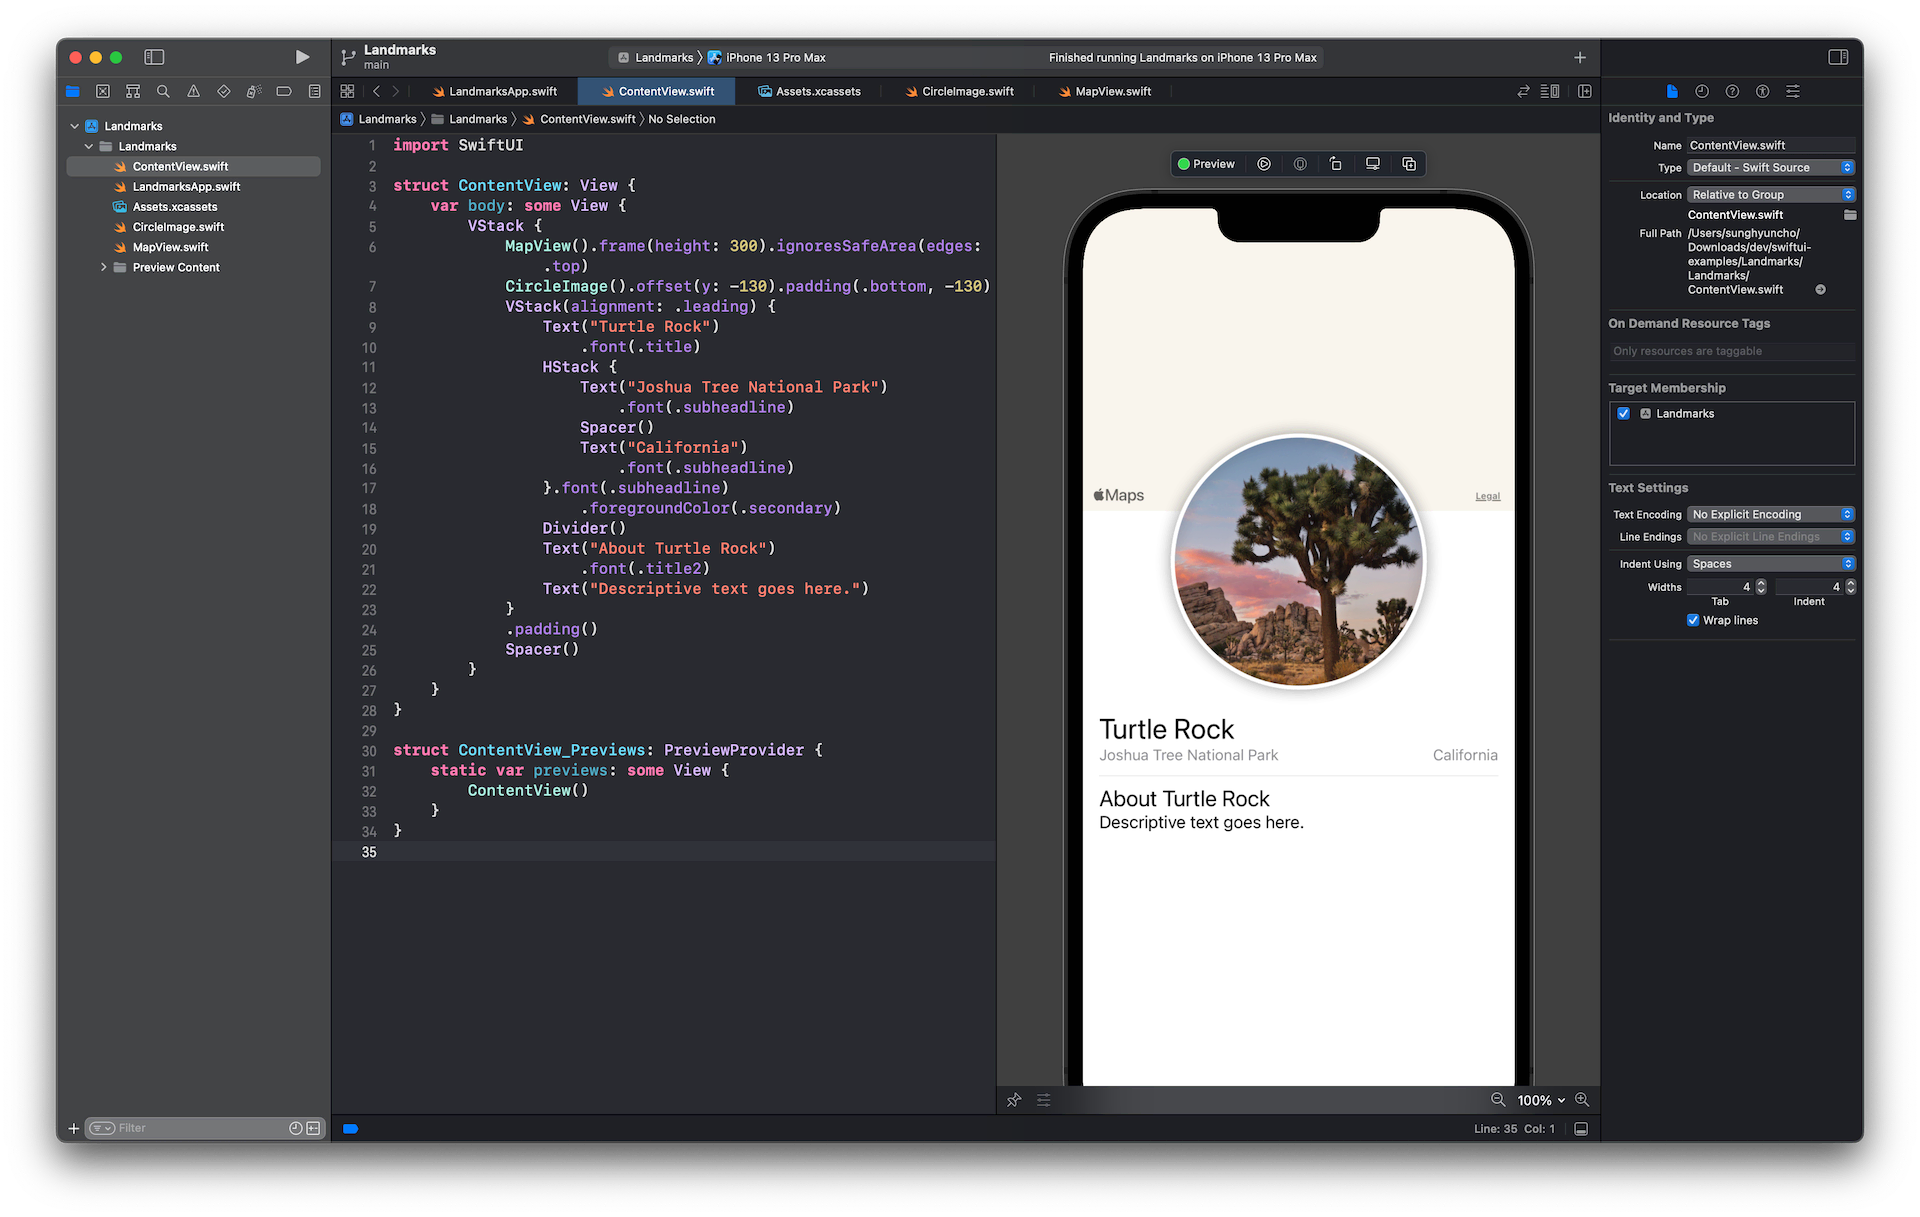 Landmarks
main
Landmarks
iPhone 13 Pro Max
Finished running Landmarks on iPhone 13 Pro Max
LandmarksApp.swift
ContentView.swift
Assets.xcassets
CircleImage.swift
MapView.swift
Landmarks
Landmarks
ContentView.swift
No Selection
Landmarks
Landmarks
ContentView.swift
LandmarksApp.swift
Assets.xcassets
CircleImage.swift
MapView.swift
Preview Content
Filter
1 import SwiftUI
2
3 struct ContentView: View {
4 var body: some View {
5 VStack {
6 MapView().frame(height: 300).ignoresSafeArea(edges:
.top)
7 CircleImage().offset(y: -130).padding(.bottom, -130)
8 VStack(alignment: .leading) {
9 Text("Turtle Rock")
10 .font(.title)
11 HStack {
12 Text("Joshua Tree National Park")
13 .font(.subheadline)
14 Spacer()
15 Text("California")
16 .font(.subheadline)
17 }.font(.subheadline)
18 .foregroundColor(.secondary)
19 Divider()
20 Text("About Turtle Rock")
21 .font(.title2)
22 Text("Descriptive text goes here.")
23 }
24 .padding()
25 Spacer()
26 }
27 }
28 }
29
30 struct ContentView_Previews: PreviewProvider {
31 static var previews: some View {
32 ContentView()
33 }
34 }
35
Preview
Maps
Legal
Turtle Rock
Joshua Tree National Park
California
About Turtle Rock
Descriptive text goes here.
100%
Line: 35 Col: 1
Identity and Type
Name ContentView.swift
Type Default - Swift Source
Location Relative to Group
ContentView.swift
Full Path /Users/sunghyuncho/
Downloads/dev/swiftui-
examples/Landmarks/
Landmarks/
ContentView.swift
On Demand Resource Tags
Only resources are taggable
Target Membership
Landmarks
Text Settings
Text Encoding No Explicit Encoding
Line Endings No Explicit Line Endings
Indent Using Spaces
Widths 4 4
Tab Indent
Wrap lines